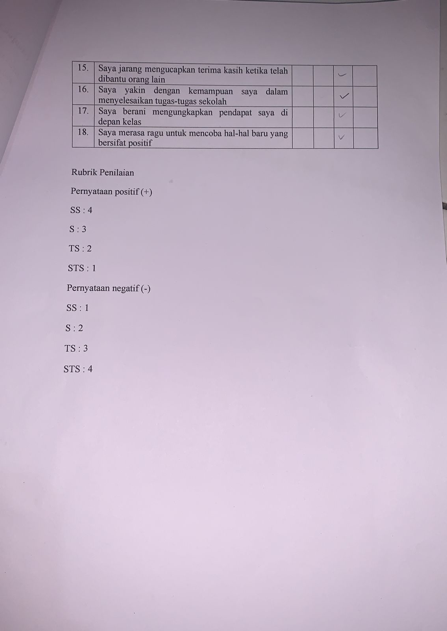 15. Saya jarang mengucapkan terima kasih ketika telah
dibantu orang lain
16. Saya yakin dengan kemampuan saya dalam
menyelesaikan tugas-tugas sekolah
17. Saya berani mengungkapkan pendapat saya di
depan kelas
18. Saya merasa ragu untuk mencoba hal-hal baru yang
bersifat positif
Rubrik Penilaian
Pernyataan positif (+)
SS : 4
S : 3
TS : 2
STS : 1
Pernyataan negatif (-)
SS : 1
S : 2
TS : 3
STS : 4